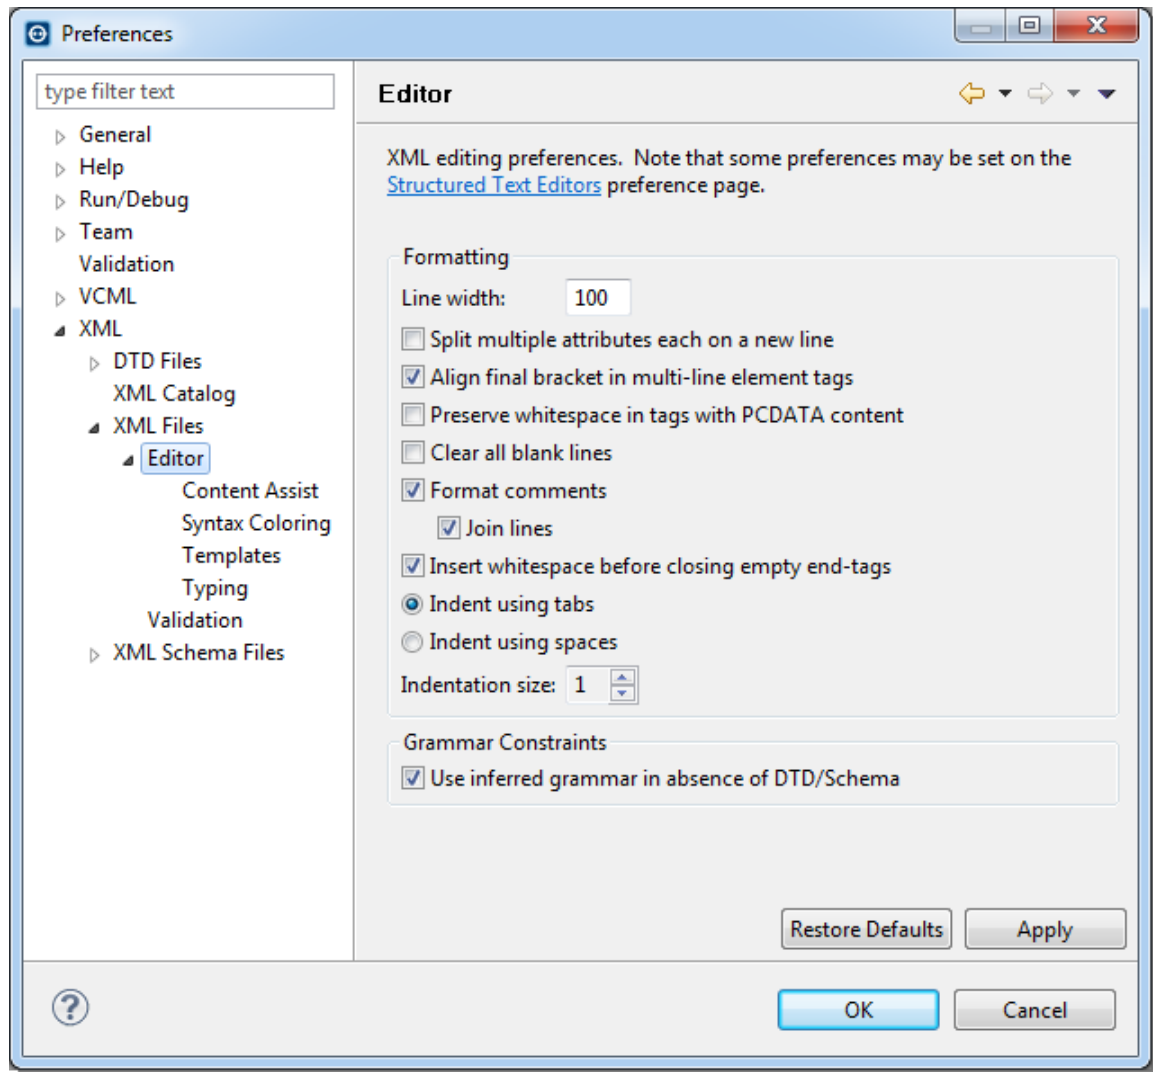 Preferences
type filter text
General
Help
Run/Debug
Team
Validation
VCML
XML
DTD Files
XML Catalog
XML Files
Editor
Content Assist
Syntax Coloring
Templates
Typing
Validation
XML Schema Files
Editor
XML editing preferences.  Note that some preferences may be set on the
Structured Text Editors preference page.
Formatting
Line width: 100
Split multiple attributes each on a new line
Align final bracket in multi-line element tags
Preserve whitespace in tags with PCDATA content
Clear all blank lines
Format comments
Join lines
Insert whitespace before closing empty end-tags
Indent using tabs
Indent using spaces
Indentation size: 1
Grammar Constraints
Use inferred grammar in absence of DTD/Schema
Restore Defaults Apply
? OK Cancel